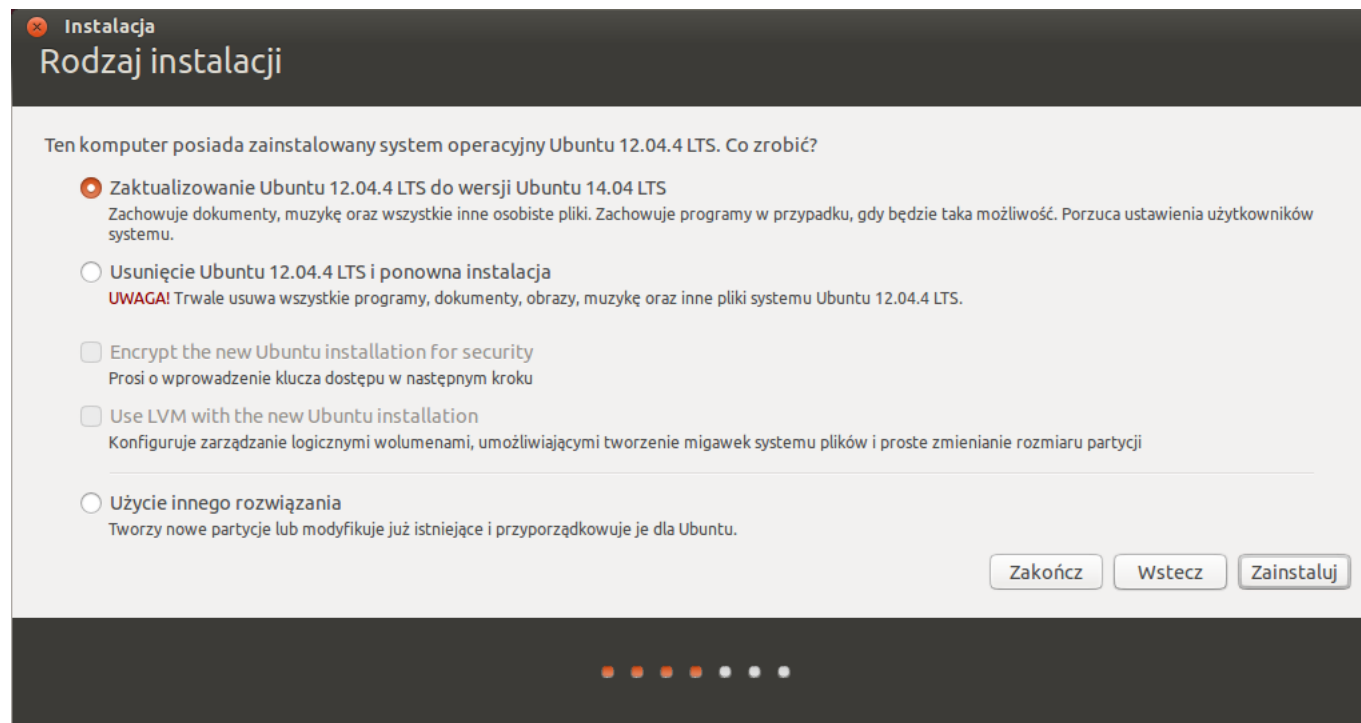 Instalacja
Rodzaj instalacji
Ten komputer posiada zainstalowany system operacyjny Ubuntu 12.04.4 LTS. Co zrobić?
Zaktualizowanie Ubuntu 12.04.4 LTS do wersji Ubuntu 14.04 LTS
Zachowuje dokumenty, muzykę oraz wszystkie inne osobiste pliki. Zachowuje programy w przypadku, gdy będzie taka możliwość. Porzuca ustawienia użytkowników
systemu.
Usunięcie Ubuntu 12.04.4 LTS i ponowna instalacja
UWAGA! Trwale usuwa wszystkie programy, dokumenty, obrazy, muzykę oraz inne pliki systemu Ubuntu 12.04.4 LTS.
Encrypt the new Ubuntu installation for security
Prosi o wprowadzenie klucza dostępu w następnym kroku
Use LVM with the new Ubuntu installation
Konfiguruje zarządzanie logicznymi wolumenami, umożliwiającymi tworzenie migawek systemu plików i proste zmienianie rozmiaru partycji
Użycie innego rozwiązania
Tworzy nowe partycje lub modyfikuje już istniejące i przyporządkowuje je dla Ubuntu.
Zakończ Wstecz Zainstaluj